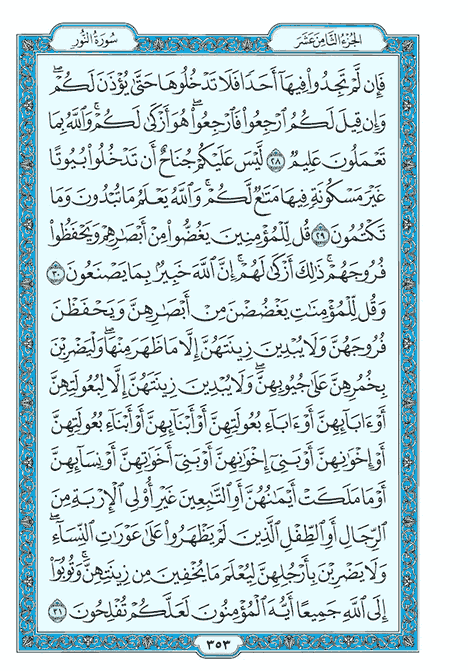 الجزء الثامن عشر
سورة النور
فَإِن لَّمْ تَجِدُوا۟ فِيهَآ أَحَدًا فَلَا تَدْخُلُوهَا حَتَّىٰ يُؤْذَنَ لَكُمْ ۖ
وَإِن قِيلَ لَكُمُ ٱرْجِعُوا۟ فَٱرْجِعُوا۟ ۖ هُوَ أَزْكَىٰ لَكُمْ ۚ وَٱللَّهُ بِمَا
تَعْمَلُونَ عَلِيمٌ ٢٨ لَّيْسَ عَلَيْكُمْ جُنَاحٌ أَن تَدْخُلُوا۟ بُيُوتًا
غَيْرَ مَسْكُونَةٍ فِيهَا مَتَـٰعٌ لَّكُمْ ۚ وَٱللَّهُ يَعْلَمُ مَا تُبْدُونَ وَمَا
تَكْتُمُونَ ٢٩ قُل لِّلْمُؤْمِنِينَ يَغُضُّوا۟ مِنْ أَبْصَـٰرِهِمْ وَيَحْفَظُوا۟
فُرُوجَهُمْ ۚ ذَٰلِكَ أَزْكَىٰ لَهُمْ ۗ إِنَّ ٱللَّهَ خَبِيرٌۢ بِمَا يَصْنَعُونَ ٣٠
وَقُل لِّلْمُؤْمِنَـٰتِ يَغْضُضْنَ مِنْ أَبْصَـٰرِهِنَّ وَيَحْفَظْنَ
فُرُوجَهُنَّ وَلَا يُبْدِينَ زِينَتَهُنَّ إِلَّا مَا ظَهَرَ مِنْهَا ۖ وَلْيَضْرِبْنَ
بِخُمُرِهِنَّ عَلَىٰ جُيُوبِهِنَّ ۖ وَلَا يُبْدِينَ زِينَتَهُنَّ إِلَّا لِبُعُولَتِهِنَّ
أَوْ ءَابَآئِهِنَّ أَوْ ءَابَآءِ بُعُولَتِهِنَّ أَوْ أَبْنَآئِهِنَّ أَوْ أَبْنَآءِ بُعُولَتِهِنَّ
أَوْ إِخْوَٰنِهِنَّ أَوْ بَنِىٓ إِخْوَٰنِهِنَّ أَوْ بَنِىٓ أَخَوَٰتِهِنَّ أَوْ نِسَآئِهِنَّ
أَوْ مَا مَلَكَتْ أَيْمَـٰنُهُنَّ أَوِ ٱلتَّـٰبِعِينَ غَيْرِ أُو۟لِى ٱلْإِرْبَةِ مِنَ
ٱلرِّجَالِ أَوِ ٱلطِّفْلِ ٱلَّذِينَ لَمْ يَظْهَرُوا۟ عَلَىٰ عَوْرَٰتِ ٱلنِّسَآءِ ۖ
وَلَا يَضْرِبْنَ بِأَرْجُلِهِنَّ لِيُعْلَمَ مَا يُخْفِينَ مِن زِينَتِهِنَّ ۚ وَتُوبُوٓا۟
إِلَى ٱللَّهِ جَمِيعًا أَيُّهَ ٱلْمُؤْمِنُونَ لَعَلَّكُمْ تُفْلِحُونَ ٣١
٣٥٣